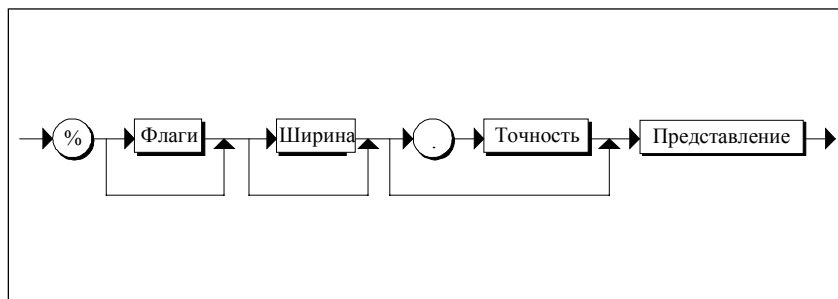 % Флаги Ширина . Точность Представление